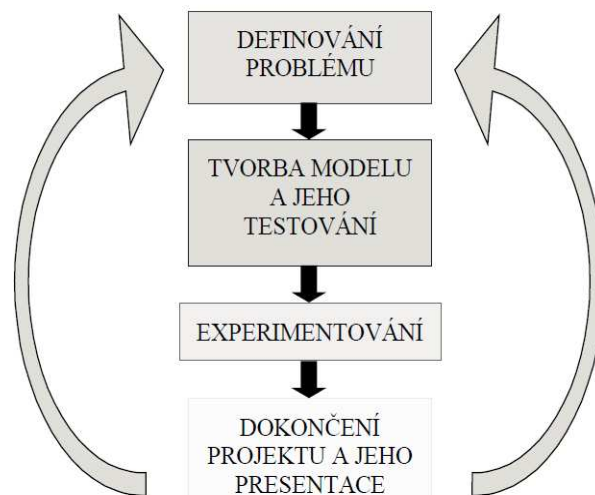 DEFINOVÁNÍ
PROBLÉMU
TVORBA MODELU
A JEHO
TESTOVÁNÍ
EXPERIMENTOVÁNÍ
DOKONČENÍ
PROJEKTU A JEHO
PRESENTACE